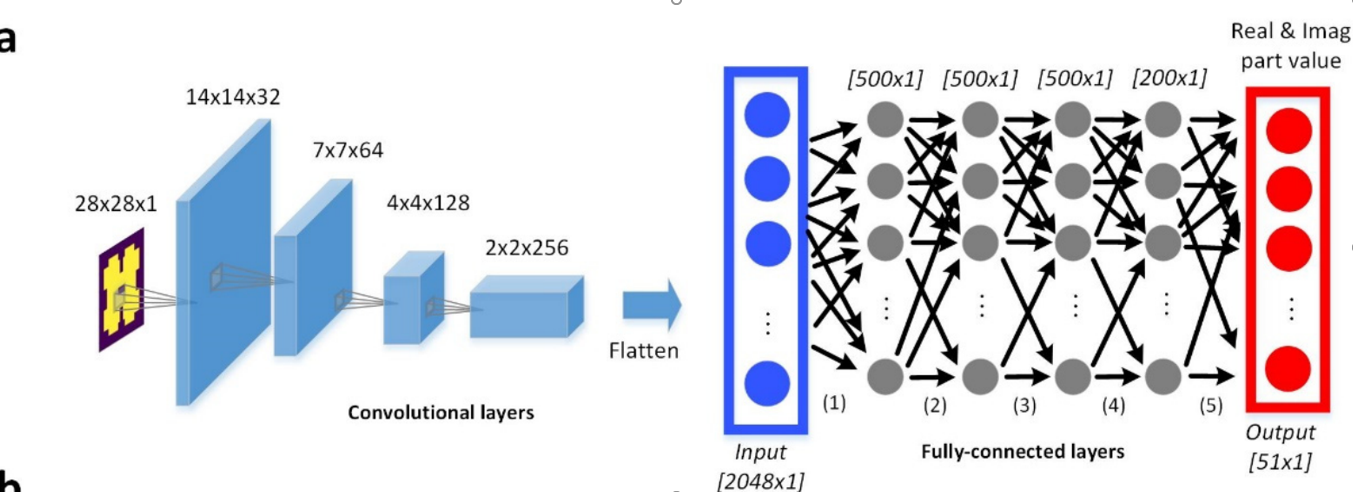 a
14x14x32
7x7x64
28x28x1
4x4x128
2x2x256
Flatten
Convolutional layers
Real & Imag
part value
[500x1] [500x1] [500x1] [200x1]
(1) (2) (3) (4) (5)
Fully-connected layers
Input
[2048x1]
Output
[51x1]
b